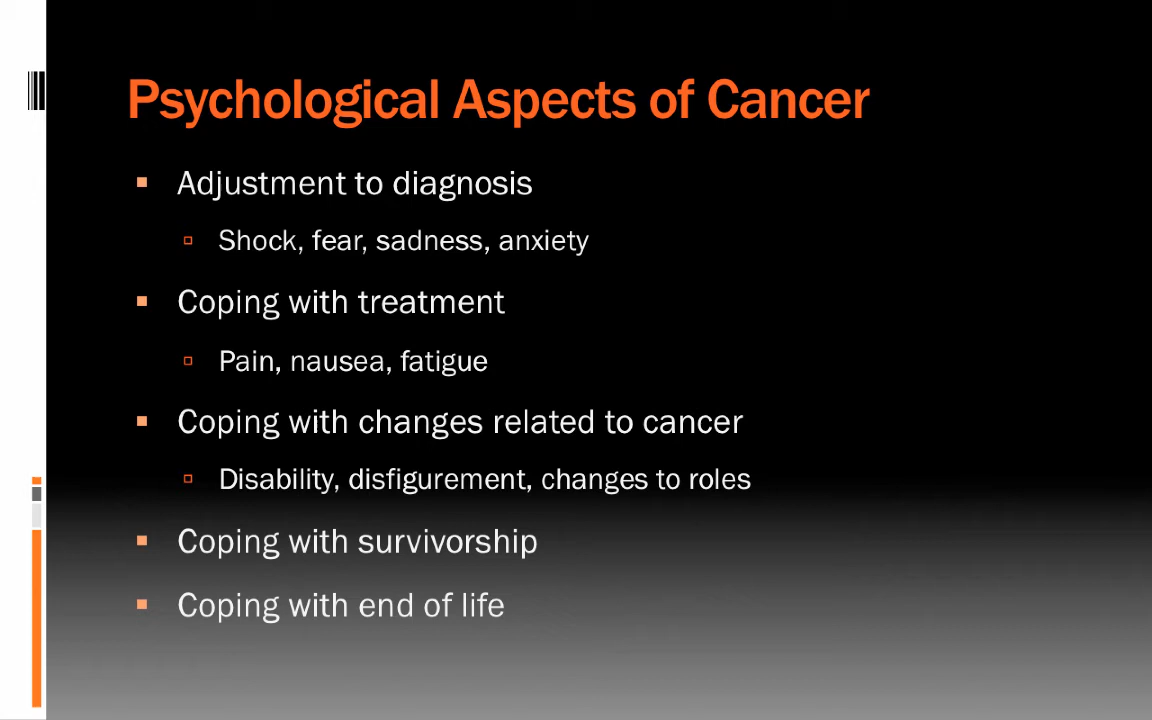 Psychological Aspects of Cancer
Adjustment to diagnosis
Shock, fear, sadness, anxiety
Coping with treatment
Pain, nausea, fatigue
Coping with changes related to cancer
Disability, disfigurement, changes to roles
Coping with survivorship
Coping with end of life